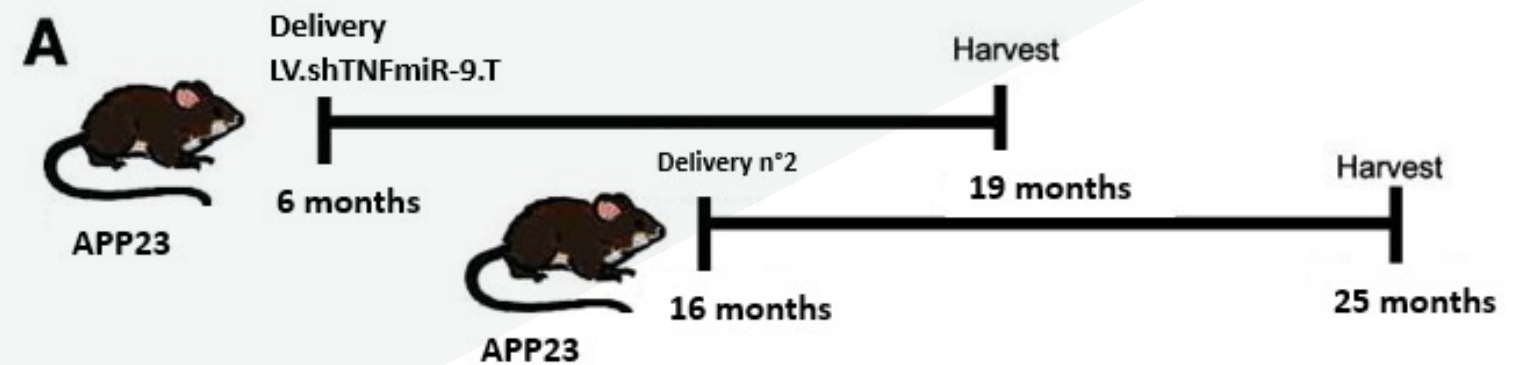 A
Delivery
LV.shTNFmiR-9.T
Harvest
6 months
19 months
APP23
Delivery n°2
Harvest
16 months
25 months
APP23